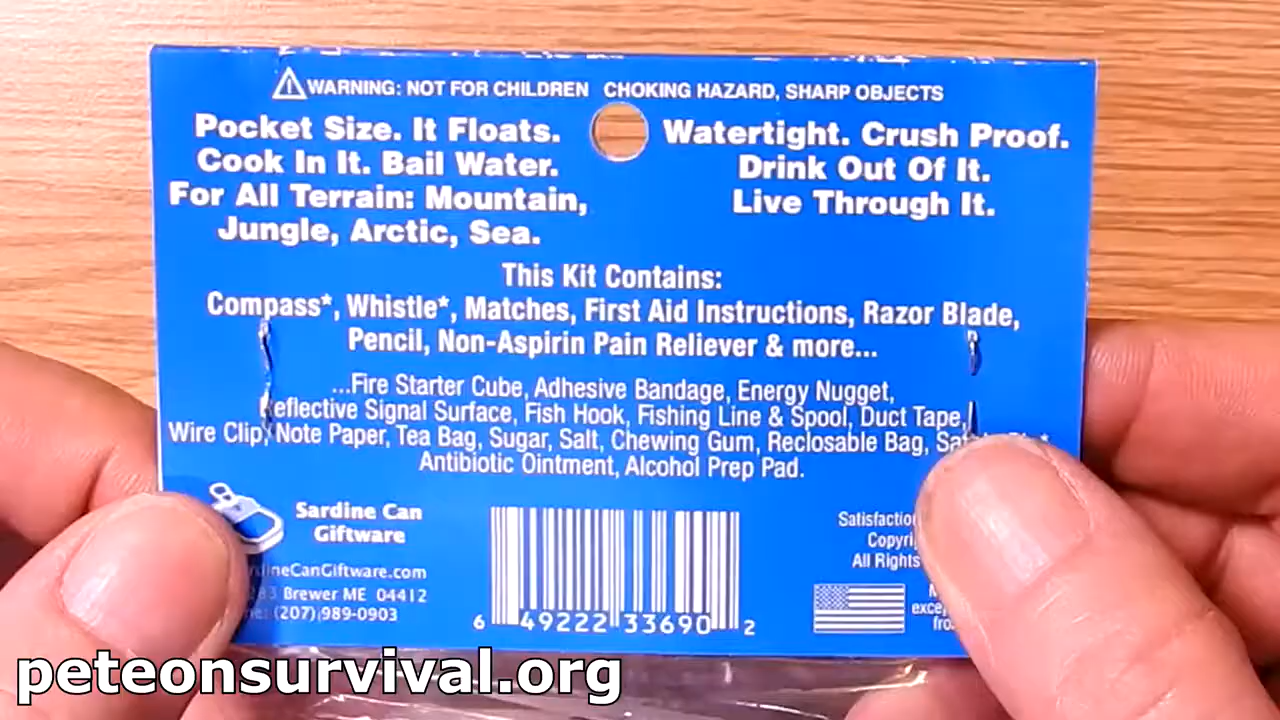 WARNING: NOT FOR CHILDREN CHOKING HAZARD, SHARP OBJECTS
Pocket Size. It Floats.
Cook In It. Bail Water.
For All Terrain: Mountain,
Jungle, Arctic, Sea.
Watertight. Crush Proof.
Drink Out Of It.
Live Through It.
This Kit Contains:
Compass*, Whistle*, Matches, First Aid Instructions, Razor Blade,
Pencil, Non-Aspirin Pain Reliever & more...
...Fire Starter Cube, Adhesive Bandage, Energy Nugget,
Reflective Signal Surface, Fish Hook, Fishing Line & Spool, Duct Tape,
Wire Clip, Note Paper, Tea Bag, Sugar, Salt, Chewing Gum, Reclosable Bag,
Antibiotic Ointment, Alcohol Prep Pad.
Sardine Can
Giftware
Brewer ME 04412
(207) 989-0903
6 49222 33690 2
All Rights
peteonsurvival.org